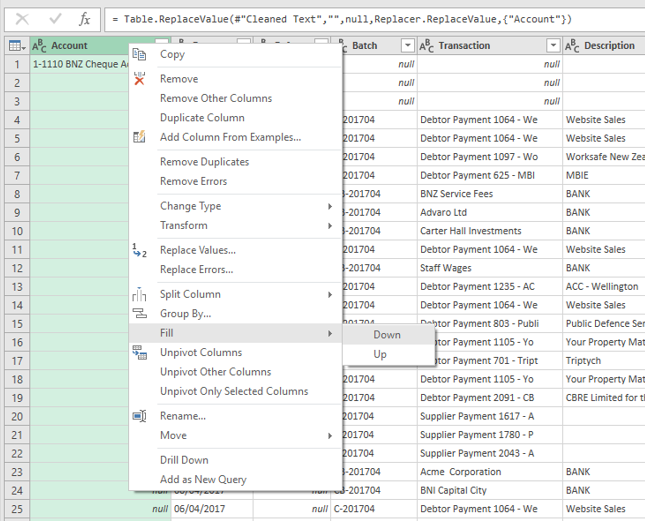 = Table.ReplaceValue(#"Cleaned Text","",null,Replacer.ReplaceValue,{"Account"})
Account Batch Transaction Description
1 1-1110 BNZ Cheque null null
2 null null
3 null null
4 -201704 Debtor Payment 1064 - We Website Sales
5 201704 Debtor Payment 1064 - We Website Sales
6 201704 Debtor Payment 1097 - Wo Worksafe New Zea
7 -201704 Debtor Payment 625 - MBI MBIE
8 B-201704 BNZ Service Fees BANK
9 B-201704 Advaro Ltd BANK
10 B-201704 Carter Hall Investments BANK
11 -201704 Debtor Payment 1064 - We Website Sales
12 B-201704 Staff Wages BANK
13 -201704 Debtor Payment 1235 - AC ACC - Wellington
14 -201704 Debtor Payment 1064 - We Website Sales
15 Debtor Payment 803 - Publi Public Defence Ser
16 Debtor Payment 1105 - Yo Your Property Mat
17 Debtor Payment 701 - Tript Triptych
18 -201704 Debtor Payment 1105 - Yo Your Property Mat
19 -201704 Debtor Payment 2091 - CB CBRE Limited for th
20 201704 Supplier Payment 1617 - A
21 201704 Supplier Payment 1780 - P
22 201704 Supplier Payment 2043 - A
23 CB-201704 Acme Corporation BANK
24 null 06/04/2017 null CB-201704 BNI Capital City BANK
25 null 06/04/2017 null C-201704 Debtor Payment 1064 - We Website Sales
Copy
Remove
Remove Other Columns
Duplicate Column
Add Column From Examples...
Remove Duplicates
Remove Errors
Change Type
Transform
Replace Values...
Replace Errors...
Split Column
Group By...
Fill
Unpivot Columns
Unpivot Other Columns
Unpivot Only Selected Columns
Rename...
Move
Drill Down
Add as New Query
Down
Up